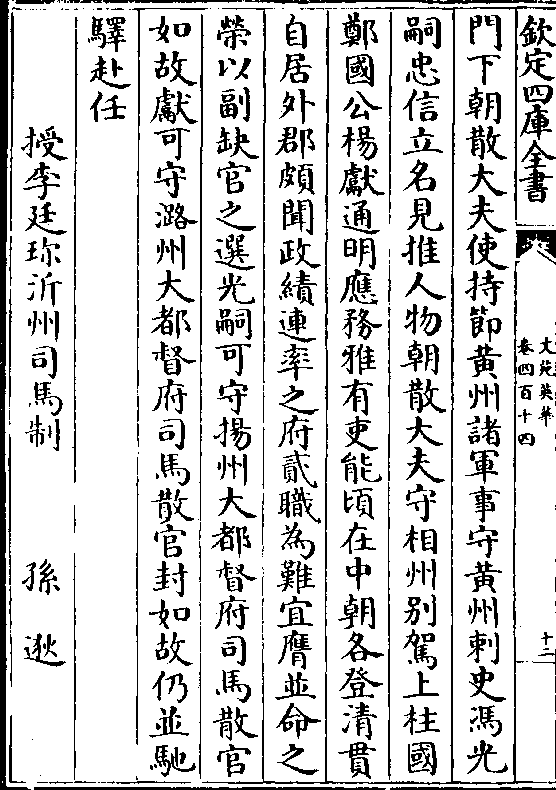 欽定四庫全書
文苑英華
卷四百十四
十二
門下朝散大夫使持節黄州諸軍事守黄州刺史馮光
嗣忠信立名見推人物朝散大夫守相州别駕上柱國
鄭國公楊獻通明應務雅有吏能頃在中朝各登清貫
自居外郡頗聞政績連率之府貳職為難宜膺並命之
榮以副缺官之選光嗣可守揚州大都督府司馬散官
如故獻可守潞州大都督府司馬散官封如故仍並馳
驛赴任
授李廷珎沂州司馬制 孫逖